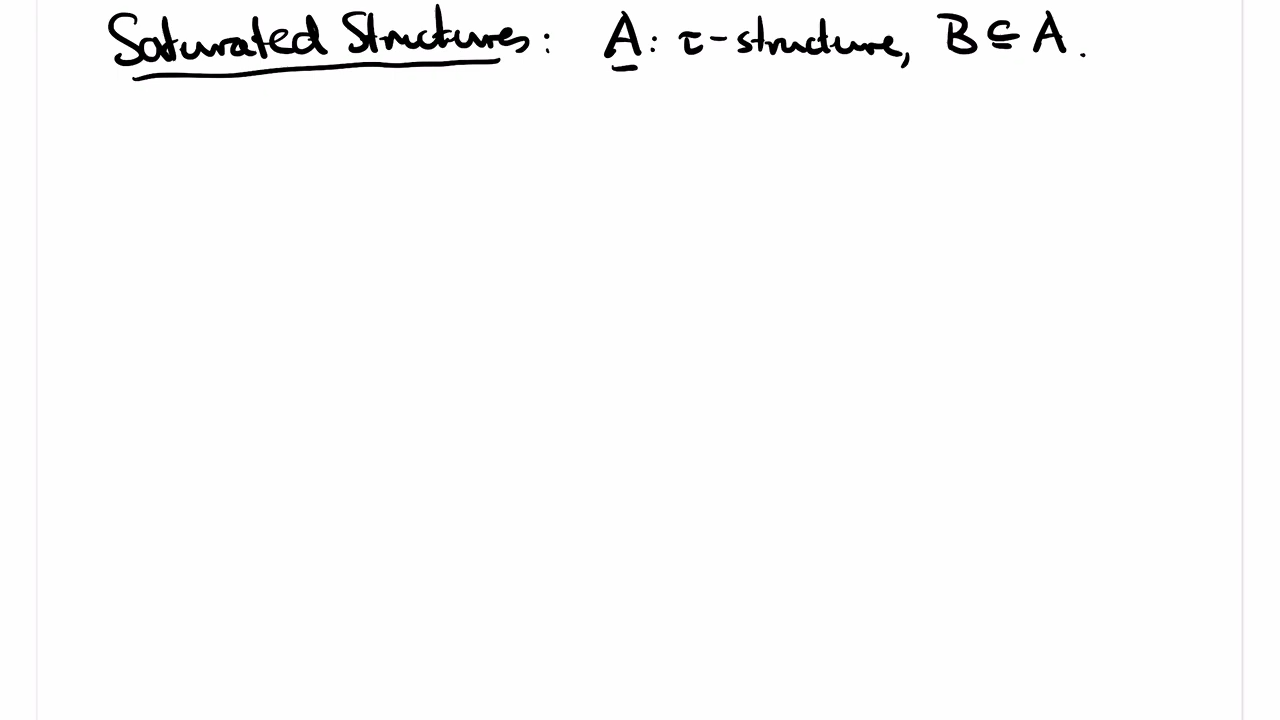 Saturated Structures: A: τ-structure, B ⊆ A.